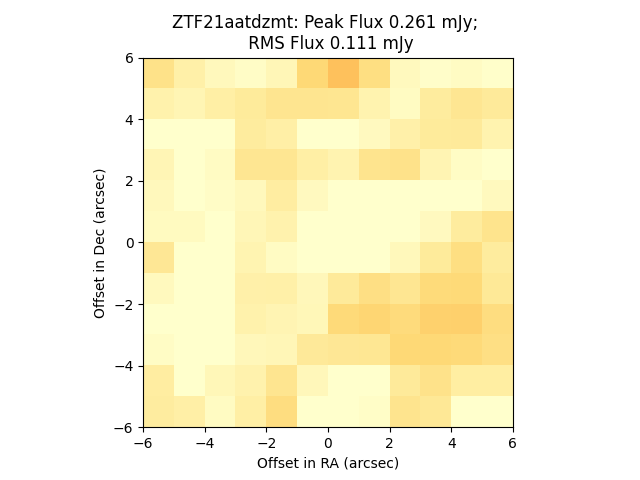 ZTF21aatdzmt: Peak Flux 0.261 mJy;
RMS Flux 0.111 mJy
6
4
2
0
−2
−4
−6
Offset in Dec (arcsec)
−6 −4 −2 0 2 4 6
Offset in RA (arcsec)